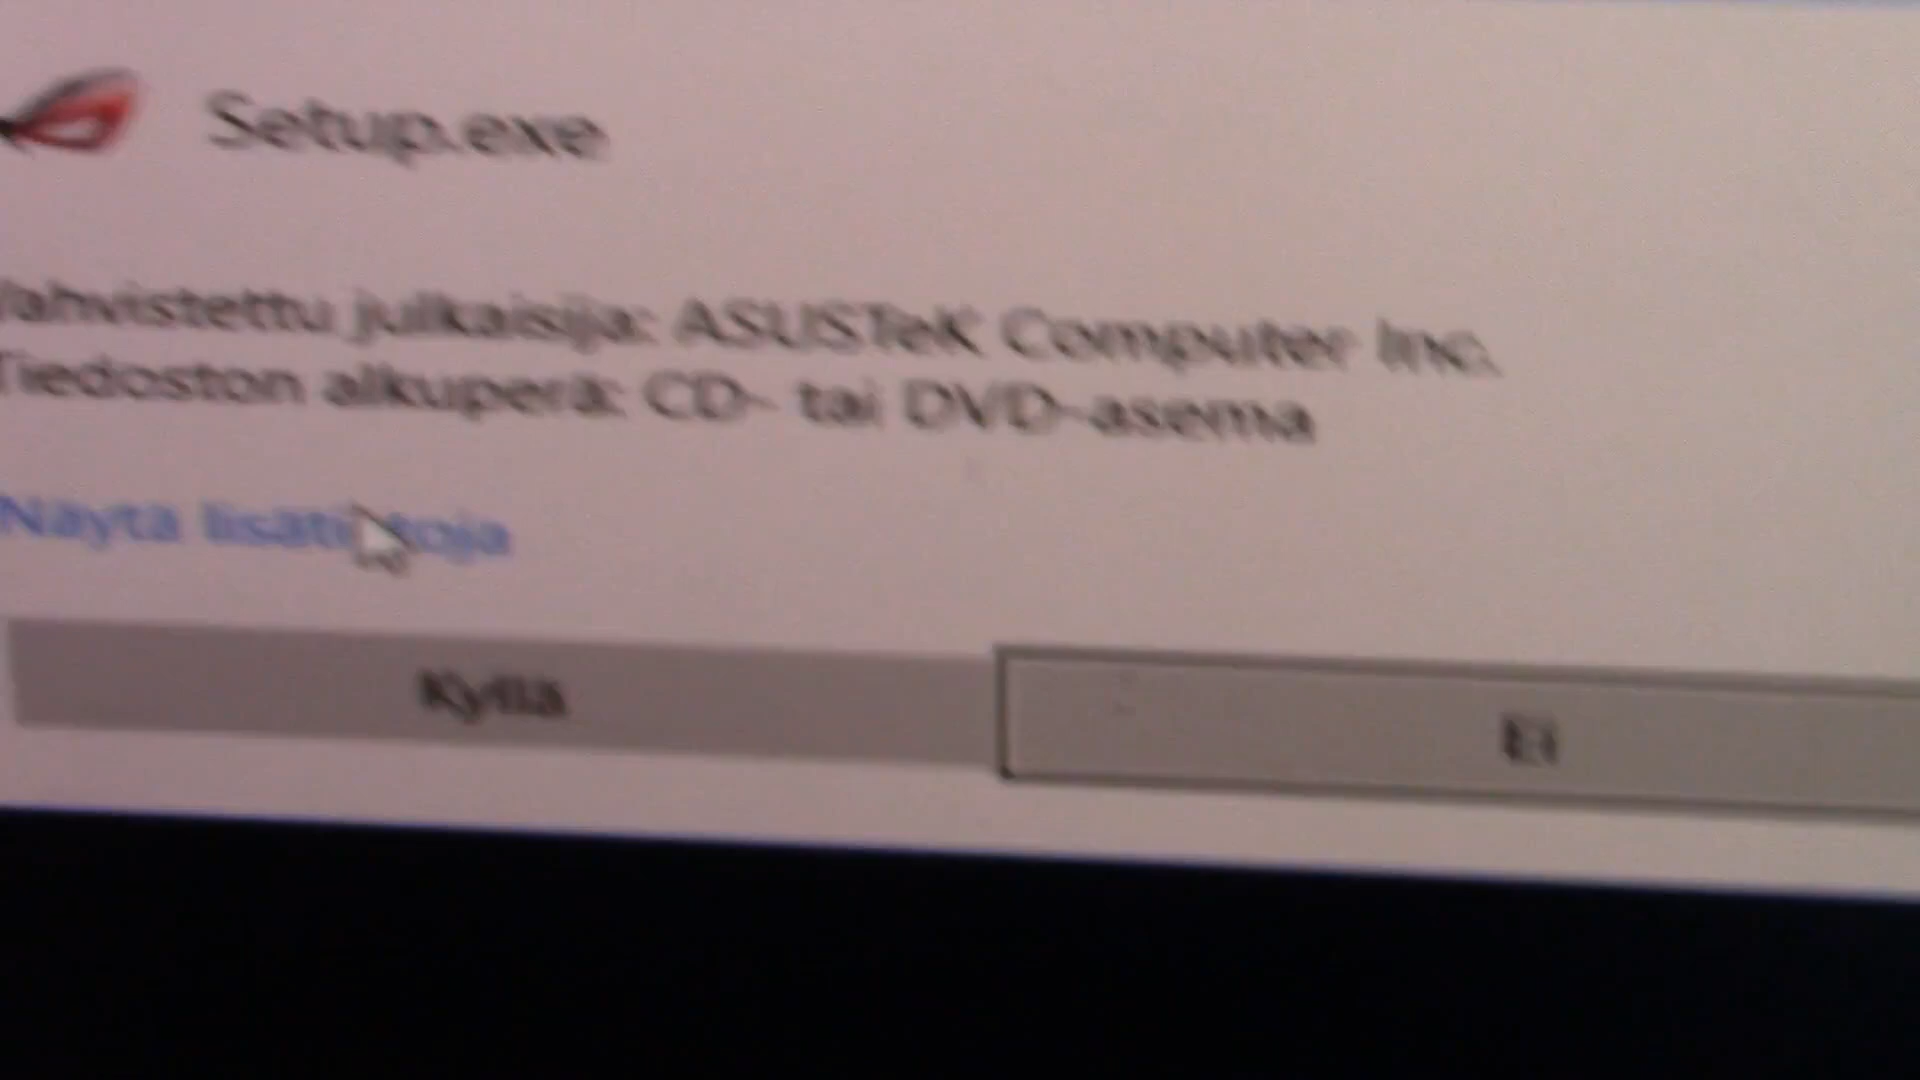 Setup.exe
Vahvistettu julkaisija: ASUSTeK Computer Inc.
Tiedoston alkuperä: CD- tai DVD-asema
Näytä lisätietoja
Kyllä
Ei